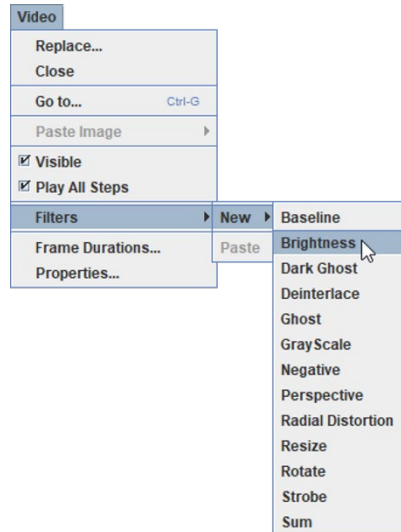 Video
Replace...
Close
Go to... Ctrl-G
Paste Image
Visible
Play All Steps
Filters
Frame Durations...
Properties...
New
Paste
Baseline
Brightness
Dark Ghost
Deinterlace
Ghost
GrayScale
Negative
Perspective
Radial Distortion
Resize
Rotate
Strobe
Sum